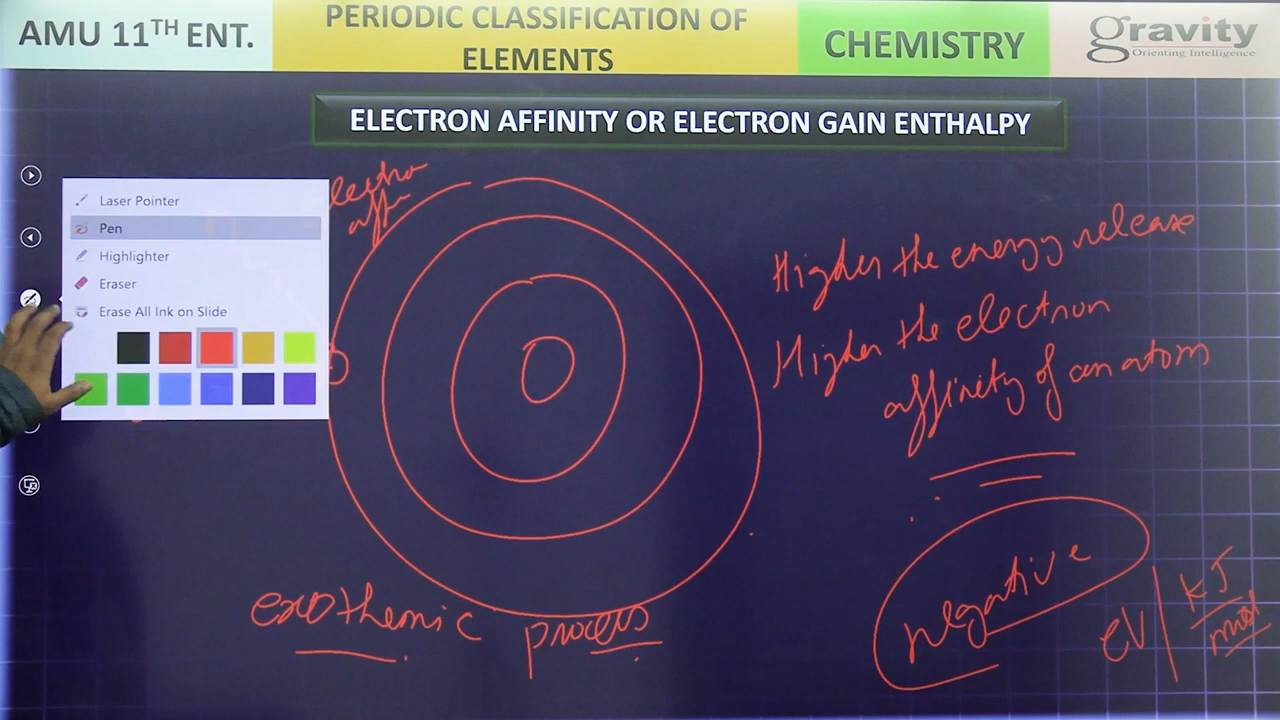 AMU 11TH ENT.
PERIODIC CLASSIFICATION OF
ELEMENTS
CHEMISTRY
gravity
Orienting Intelligence
ELECTRON AFFINITY OR ELECTRON GAIN ENTHALPY
Laser Pointer
Pen
Highlighter
Eraser
Erase All Ink on Slide
Higher the energy release
Higher the electron
affinity of an atom
negative
eV | kJ
mol
exothemic process